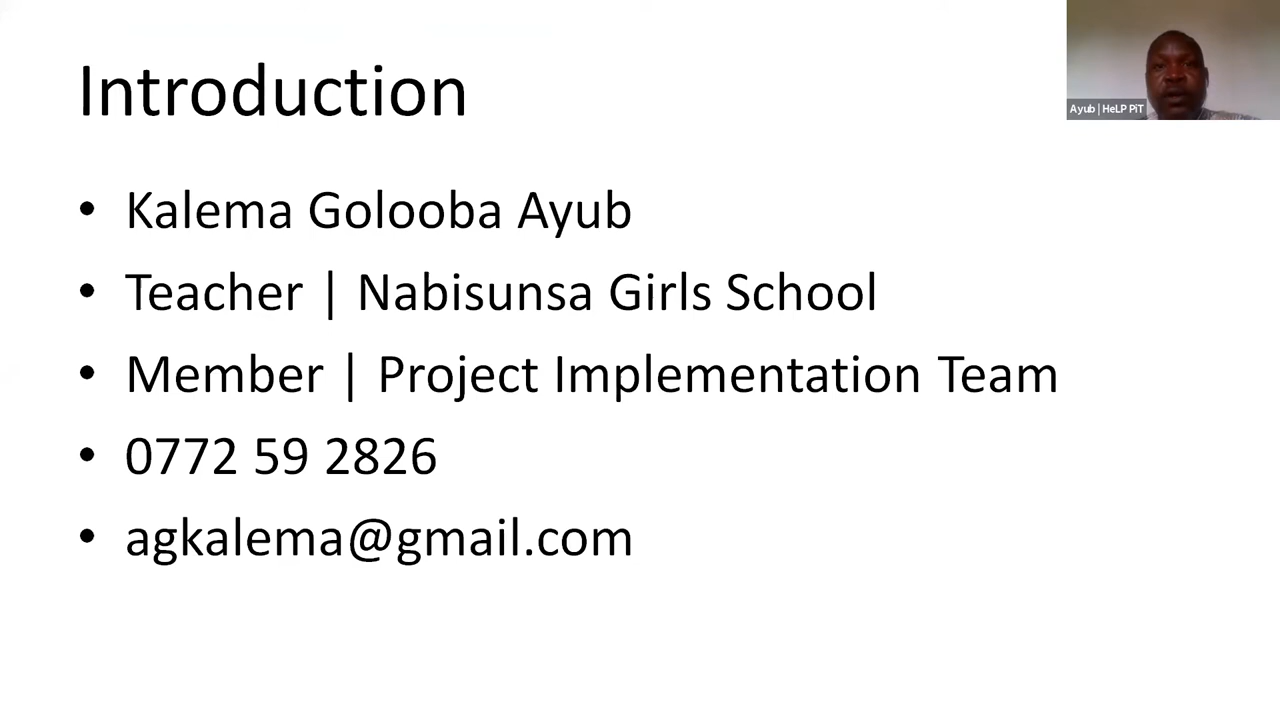 Introduction
Ayub | HeLP PiT
• Kalema Golooba Ayub
• Teacher | Nabisunsa Girls School
• Member | Project Implementation Team
• 0772 59 2826
• agkalema@gmail.com